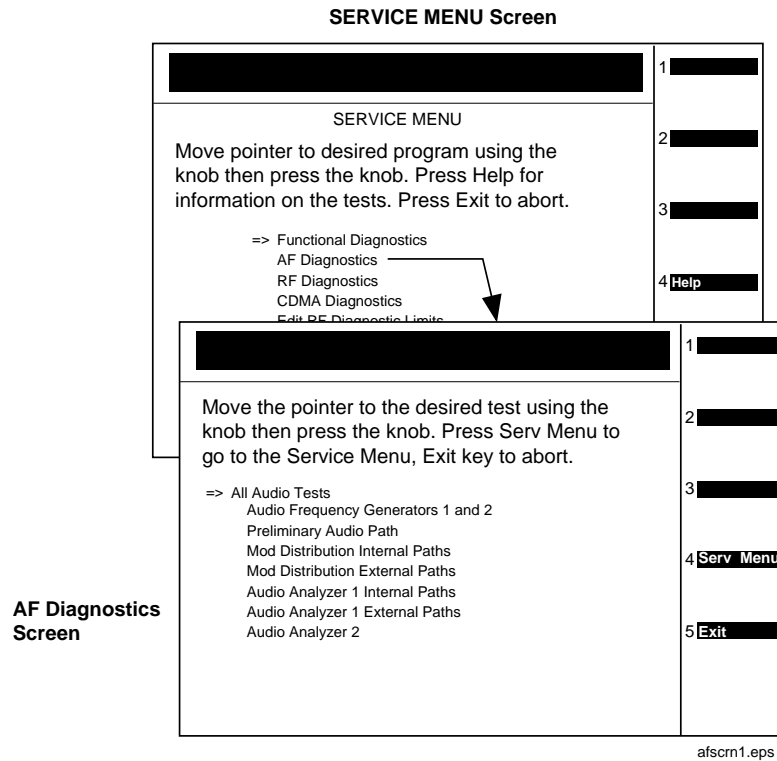 SERVICE MENU Screen
1
SERVICE MENU
2
Move pointer to desired program using the
knob then press the knob. Press Help for
information on the tests. Press Exit to abort.
3
=> Functional Diagnostics
AF Diagnostics
RF Diagnostics
4 Help
CDMA Diagnostics
Edit RF Diagnostic Limits
1
Move the pointer to the desired test using the
knob then press the knob. Press Serv Menu to
go to the Service Menu, Exit key to abort.
2
=> All Audio Tests
3
Audio Frequency Generators 1 and 2
Preliminary Audio Path
Mod Distribution Internal Paths
4 Serv Menu
Mod Distribution External Paths
Audio Analyzer 1 Internal Paths
Audio Analyzer 1 External Paths
Audio Analyzer 2
5 Exit
AF Diagnostics
Screen
afscrn1.eps